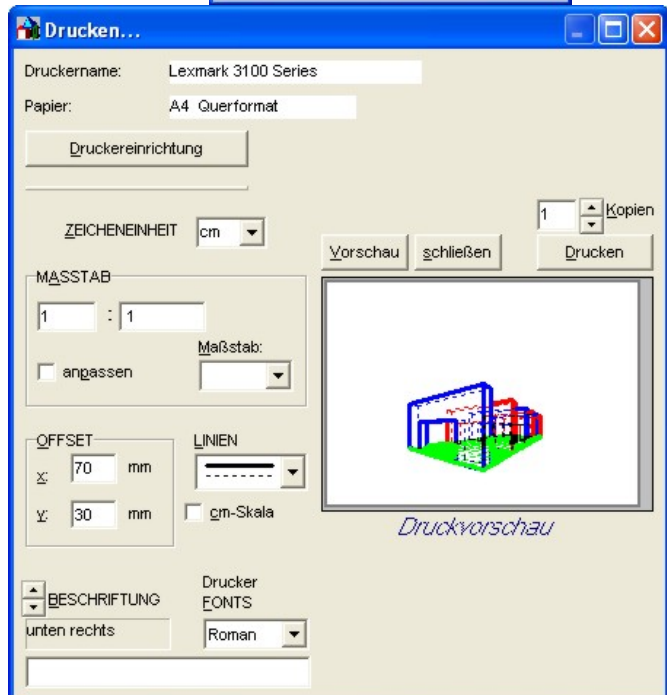 Drucken...
Druckername: Lexmark 3100 Series
Papier: A4 Querformat
Druckereinrichtung
1 Kopien
ZEICHENEINHEIT cm
Vorschau schließen Drucken
MASSTAB
1 : 1
Maßstab:
anpassen
OFFSET LINIEN
x: 70 mm
Y: 30 mm cm-Skala
Druckvorschau
Drucker
BESCHRIFTUNG FONTS
unten rechts Roman